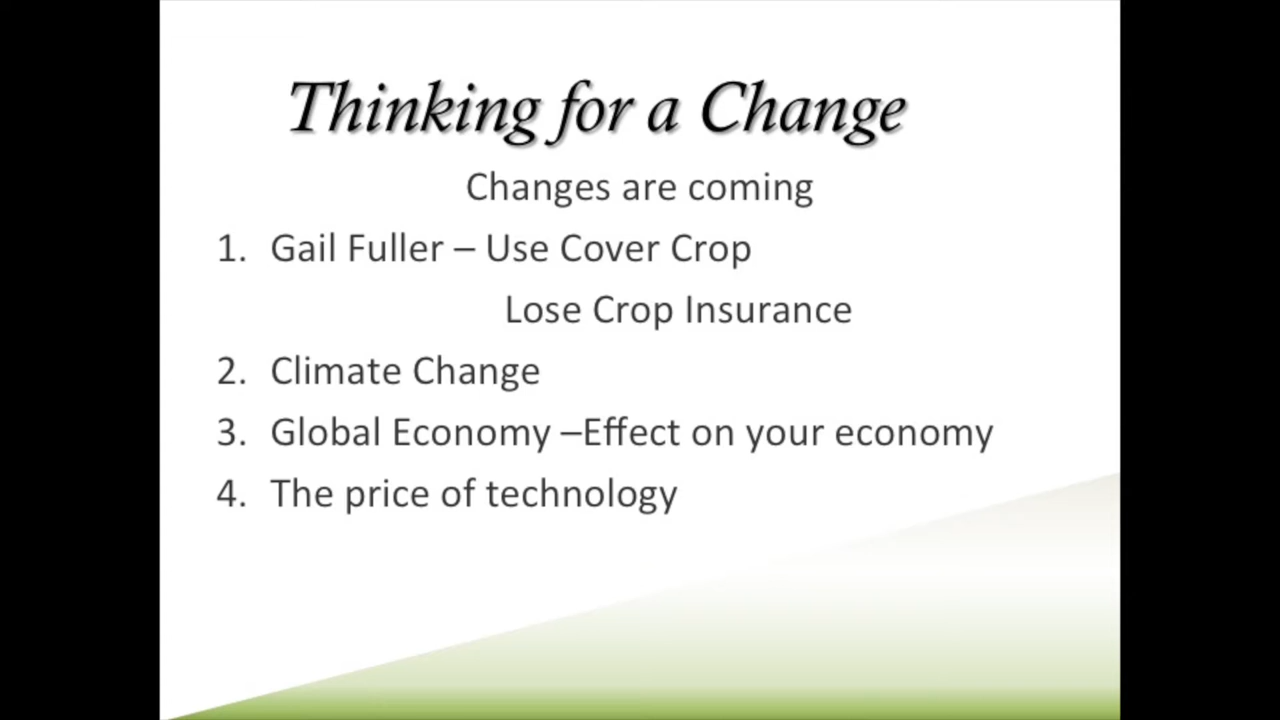 Thinking for a Change
Changes are coming
1. Gail Fuller – Use Cover Crop
Lose Crop Insurance
2. Climate Change
3. Global Economy –Effect on your economy
4. The price of technology